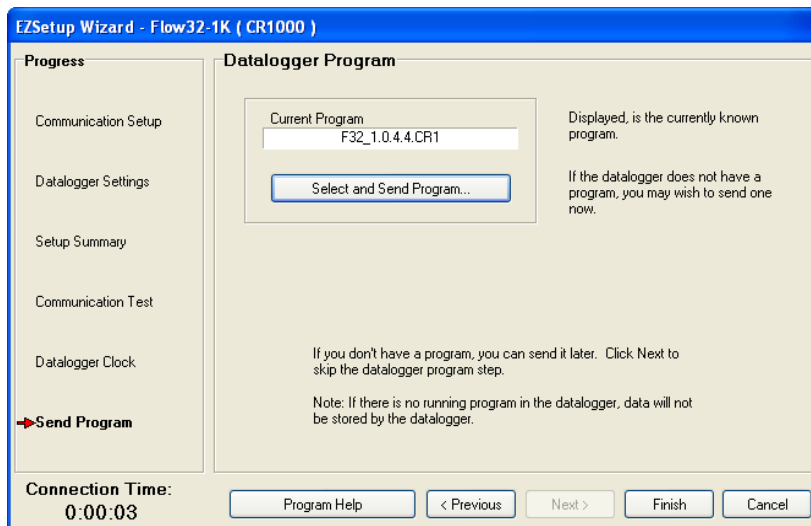 EZSetup Wizard - Flow32-1K ( CR1000 )
Progress
Communication Setup
Datalogger Settings
Setup Summary
Communication Test
Datalogger Clock
Send Program
Connection Time:
0:00:03
Datalogger Program
Current Program
F32_1.0.4.4.CR1
Select and Send Program...
Displayed, is the currently known
program.
If the datalogger does not have a
program, you may wish to send one
now.
If you don't have a program, you can send it later.  Click Next to
skip the datalogger program step.
Note: If there is no running program in the datalogger, data will not
be stored by the datalogger.
Program Help
< Previous
Next >
Finish
Cancel